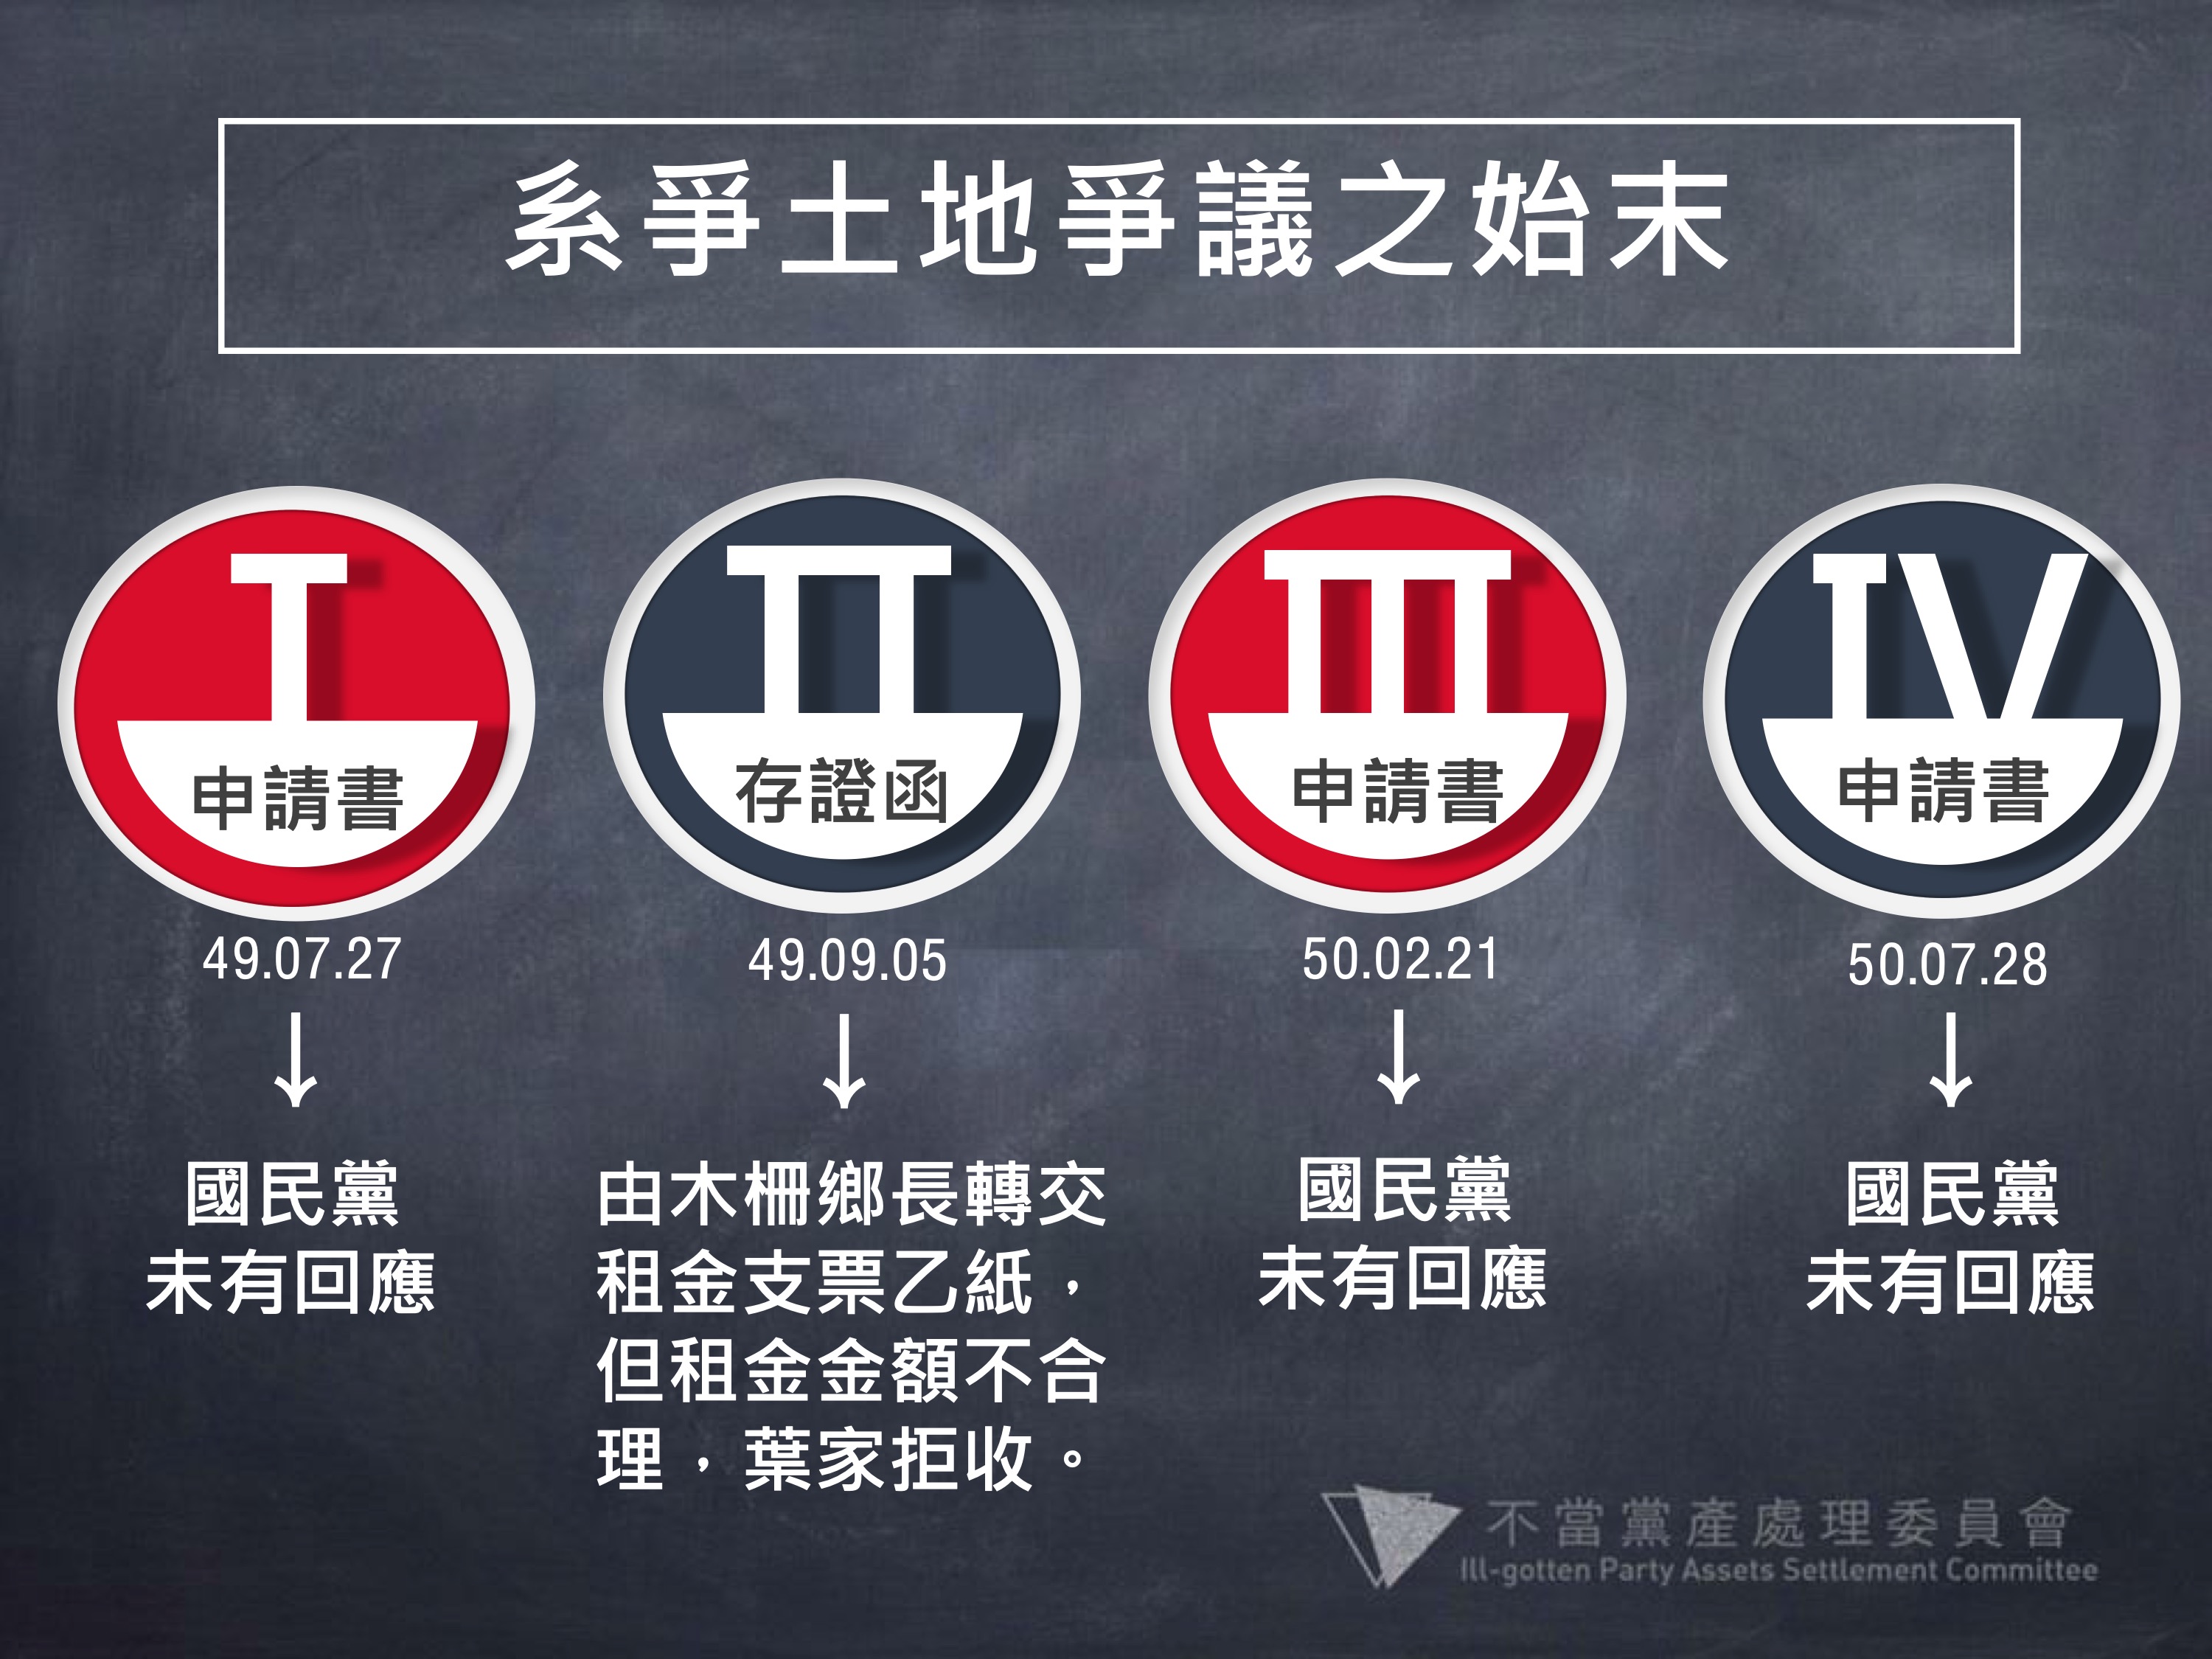 系爭土地爭議之始末
I
申請書
49.07.27
國民黨
未有回應
II
存證函
49.09.05
由木柵鄉長轉交
租金支票乙紙，
但租金金額不合
理，葉家拒收。
III
申請書
50.02.21
國民黨
未有回應
IV
申請書
50.07.28
國民黨
未有回應
不當黨產處理委員會
Ill-gotten Party Assets Settlement Committee